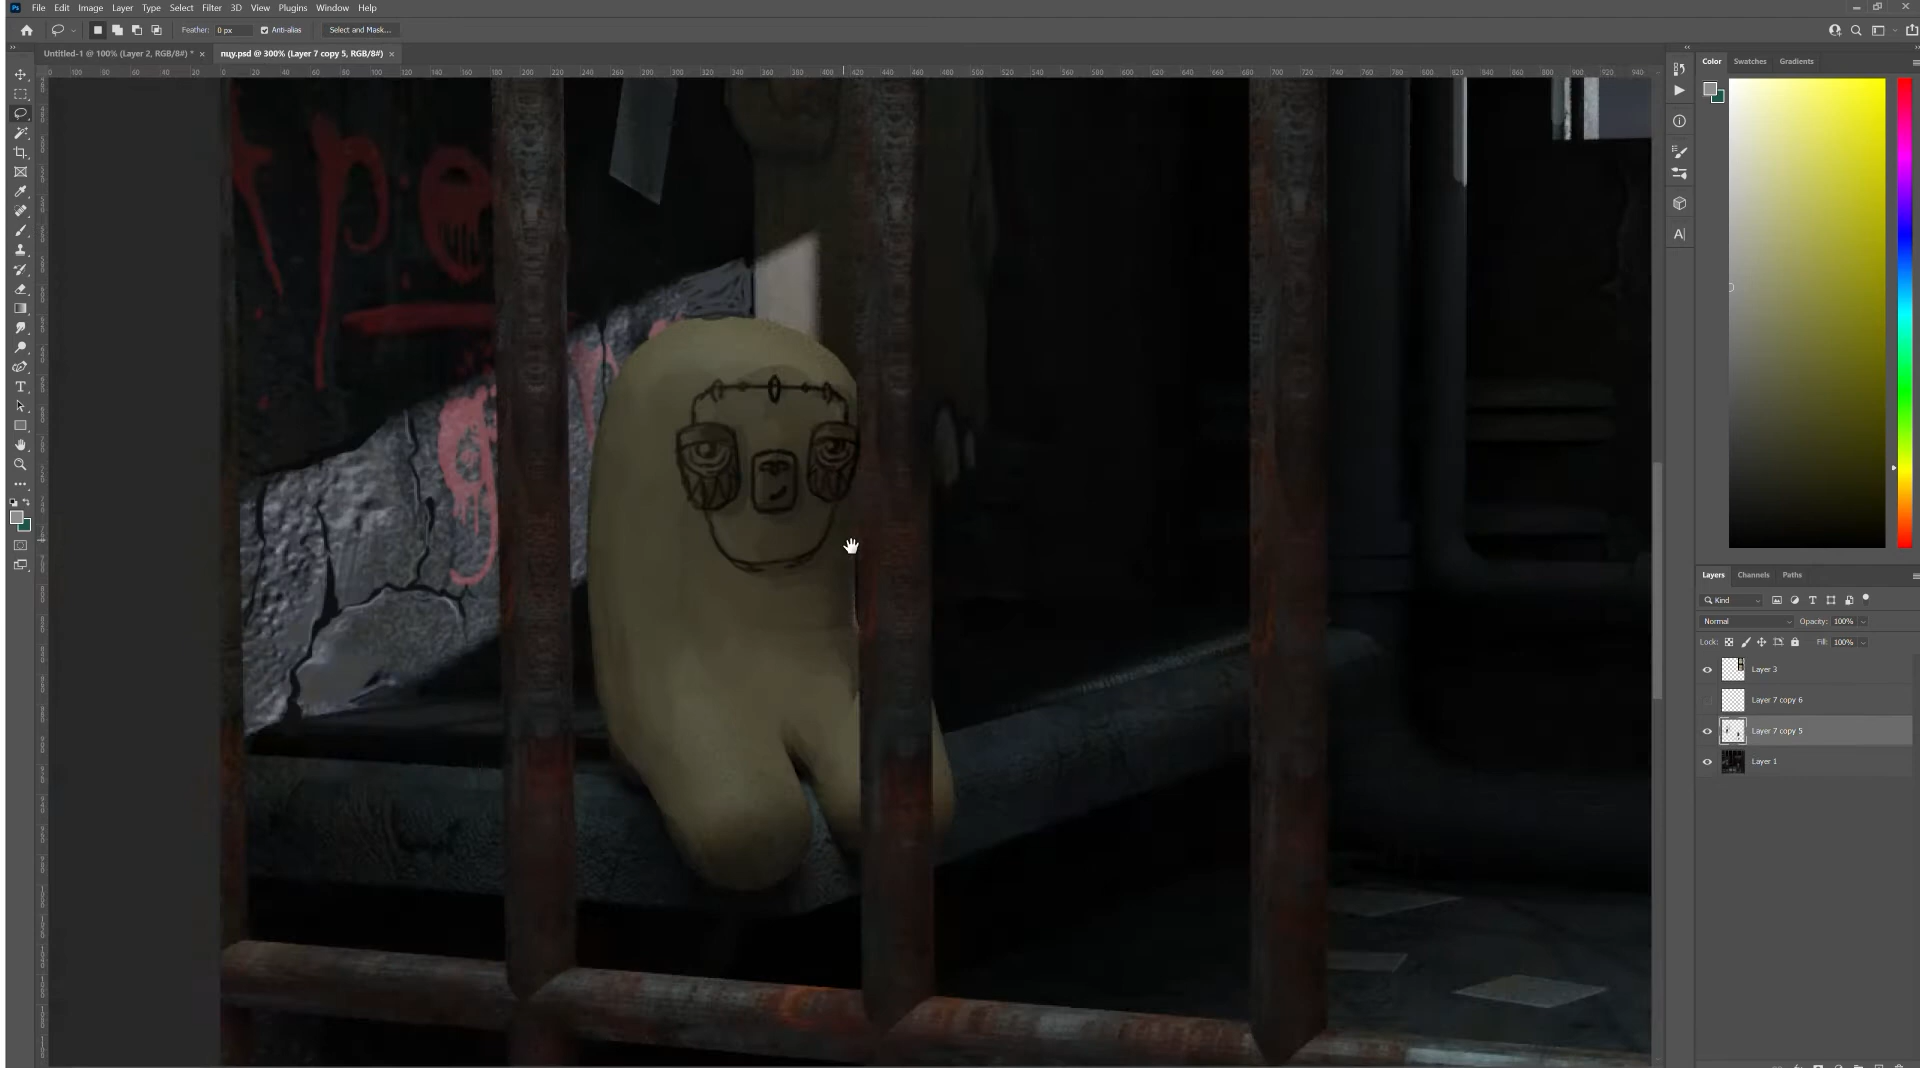 File Edit Image Layer Type Select Filter 3D View Plugins Window Help
Feather: 0 px Anti-alias Select and Mask...
Untitled-1 @ 100% (Layer 2, RGB/8#) * × пцу.psd @ 300% (Layer 7 copy 5, RGB/8#) ×
Color Swatches Gradients
Layers Channels Paths
Kind
Normal Opacity: 100%
Lock: Fill: 100%
Layer 3
Layer 7 copy 6
Layer 7 copy 5
Layer 1